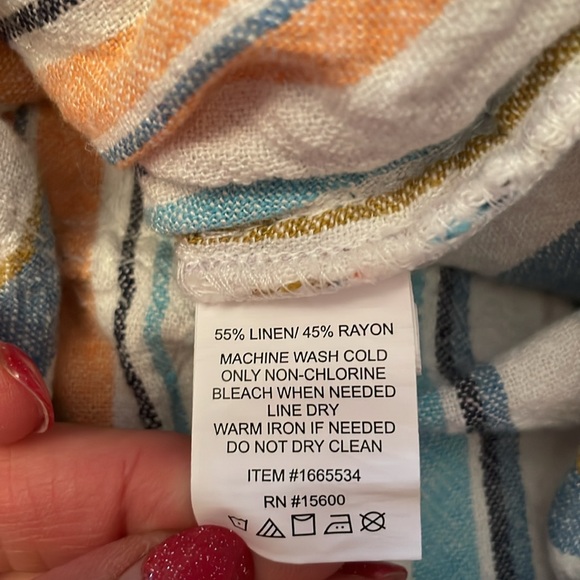 55% LINEN/ 45% RAYON
MACHINE WASH COLD
ONLY NON-CHLORINE
BLEACH WHEN NEEDED
LINE DRY
WARM IRON IF NEEDED
DO NOT DRY CLEAN
ITEM #1665534
RN #15600